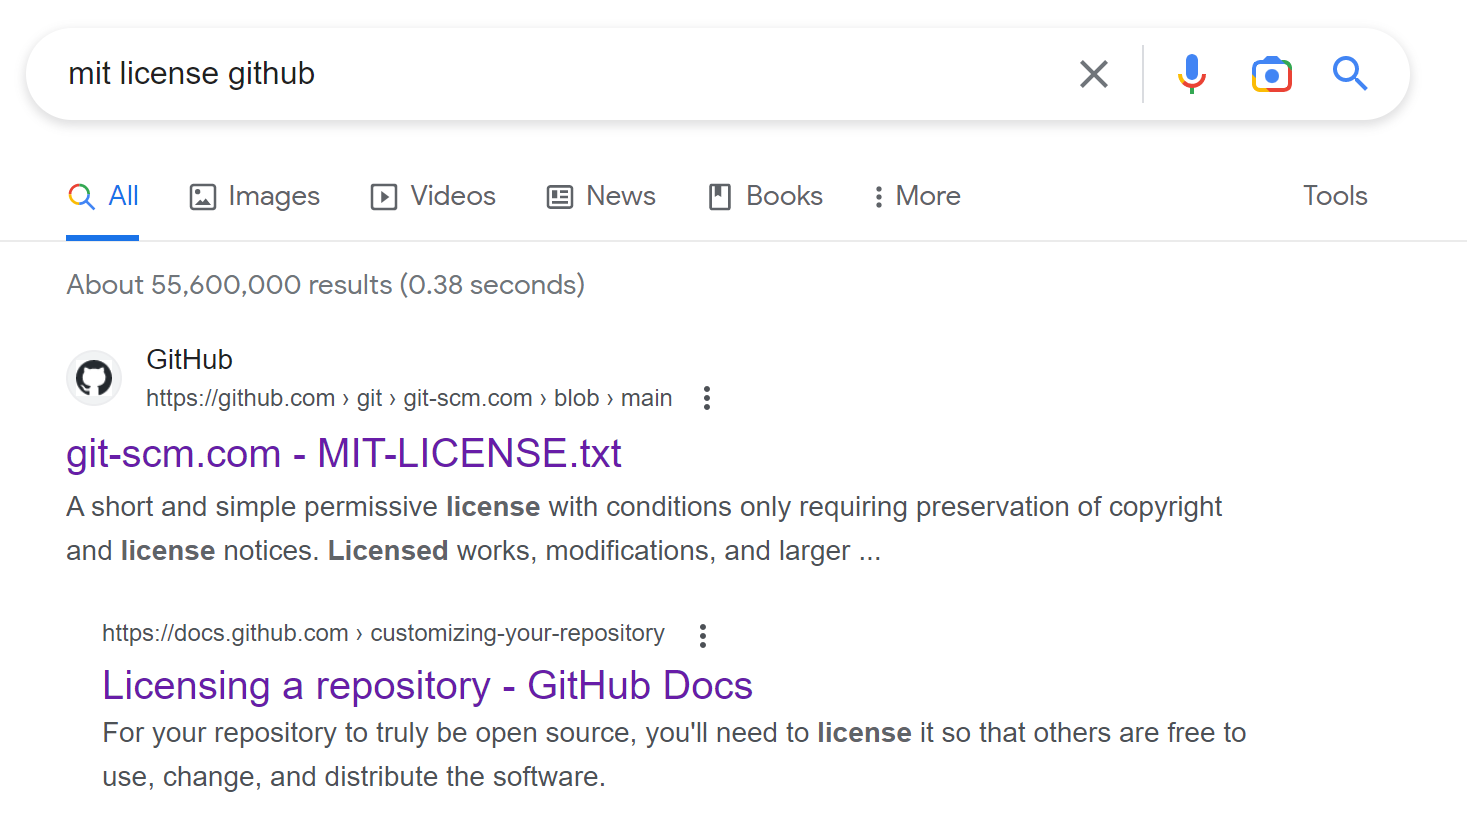 mit license github
All Images Videos News Books More Tools
About 55,600,000 results (0.38 seconds)
GitHub
https://github.com › git › git-scm.com › blob › main
git-scm.com - MIT-LICENSE.txt
A short and simple permissive license with conditions only requiring preservation of copyright
and license notices. Licensed works, modifications, and larger ...
https://docs.github.com › customizing-your-repository
Licensing a repository - GitHub Docs
For your repository to truly be open source, you'll need to license it so that others are free to
use, change, and distribute the software.